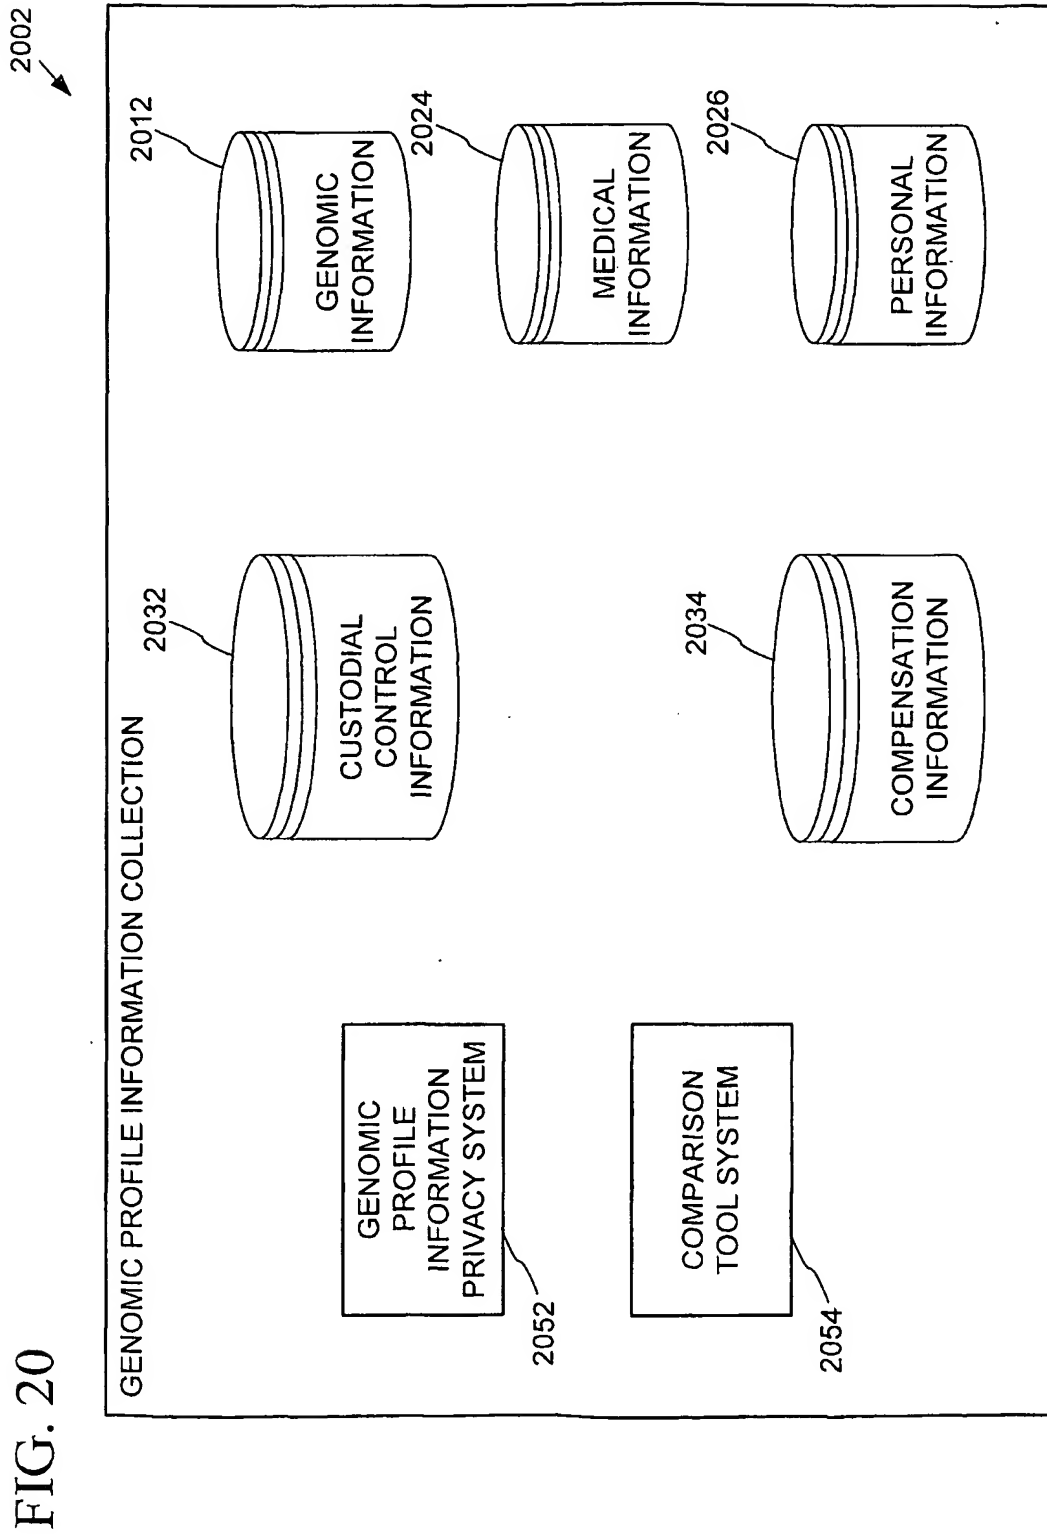 FIG. 20
2002
GENOMIC PROFILE INFORMATION COLLECTION
GENOMIC
PROFILE
INFORMATION
PRIVACY SYSTEM
2052
2032
CUSTODIAL
CONTROL
INFORMATION
2012
GENOMIC
INFORMATION
2024
MEDICAL
INFORMATION
COMPARISON
TOOL SYSTEM
2054
2034
COMPENSATION
INFORMATION
2026
PERSONAL
INFORMATION